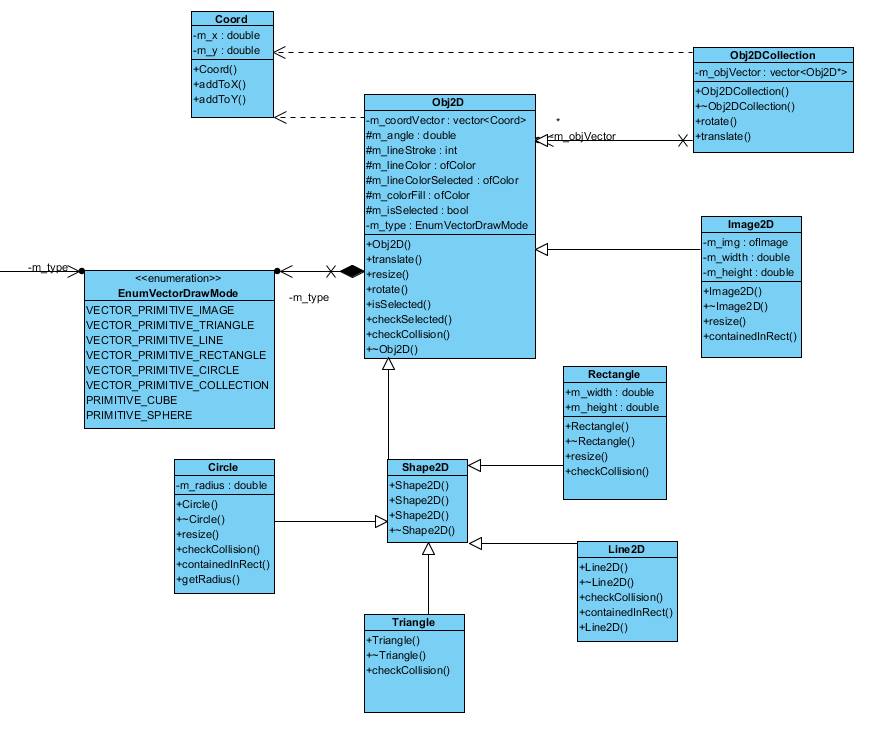 Coord
-m_x : double
-m_y : double
+Coord()
+addToX()
+addToY()
Obj2DCollection
-m_objVector : vector<Obj2D*>
+Obj2DCollection()
+~Obj2DCollection()
+rotate()
+translate()
Obj2D
-m_coordVector : vector<Coord>
#m_angle : double
#m_lineStroke : int
#m_lineColor : ofColor
#m_lineColorSelected : ofColor
#m_colorFill : ofColor
#m_isSelected : bool
-m_type : EnumVectorDrawMode
+Obj2D()
+translate()
+resize()
+rotate()
+isSelected()
+checkSelected()
+checkCollision()
+~Obj2D()
*
-m_objVector
Image2D
-m_img : ofImage
-m_width : double
-m_height : double
+Image2D()
+~Image2D()
+resize()
+containedInRect()
-m_type
-m_type
<<enumeration>>
EnumVectorDrawMode
VECTOR_PRIMITIVE_IMAGE
VECTOR_PRIMITIVE_TRIANGLE
VECTOR_PRIMITIVE_LINE
VECTOR_PRIMITIVE_RECTANGLE
VECTOR_PRIMITIVE_CIRCLE
VECTOR_PRIMITIVE_COLLECTION
PRIMITIVE_CUBE
PRIMITIVE_SPHERE
Rectangle
+m_width : double
+m_height : double
+Rectangle()
+~Rectangle()
+resize()
+checkCollision()
Circle
-m_radius : double
+Circle()
+~Circle()
+resize()
+checkCollision()
+containedInRect()
+getRadius()
Shape2D
+Shape2D()
+Shape2D()
+Shape2D()
+~Shape2D()
Line2D
+Line2D()
+~Line2D()
+checkCollision()
+containedInRect()
+Line2D()
Triangle
+Triangle()
+~Triangle()
+checkCollision()